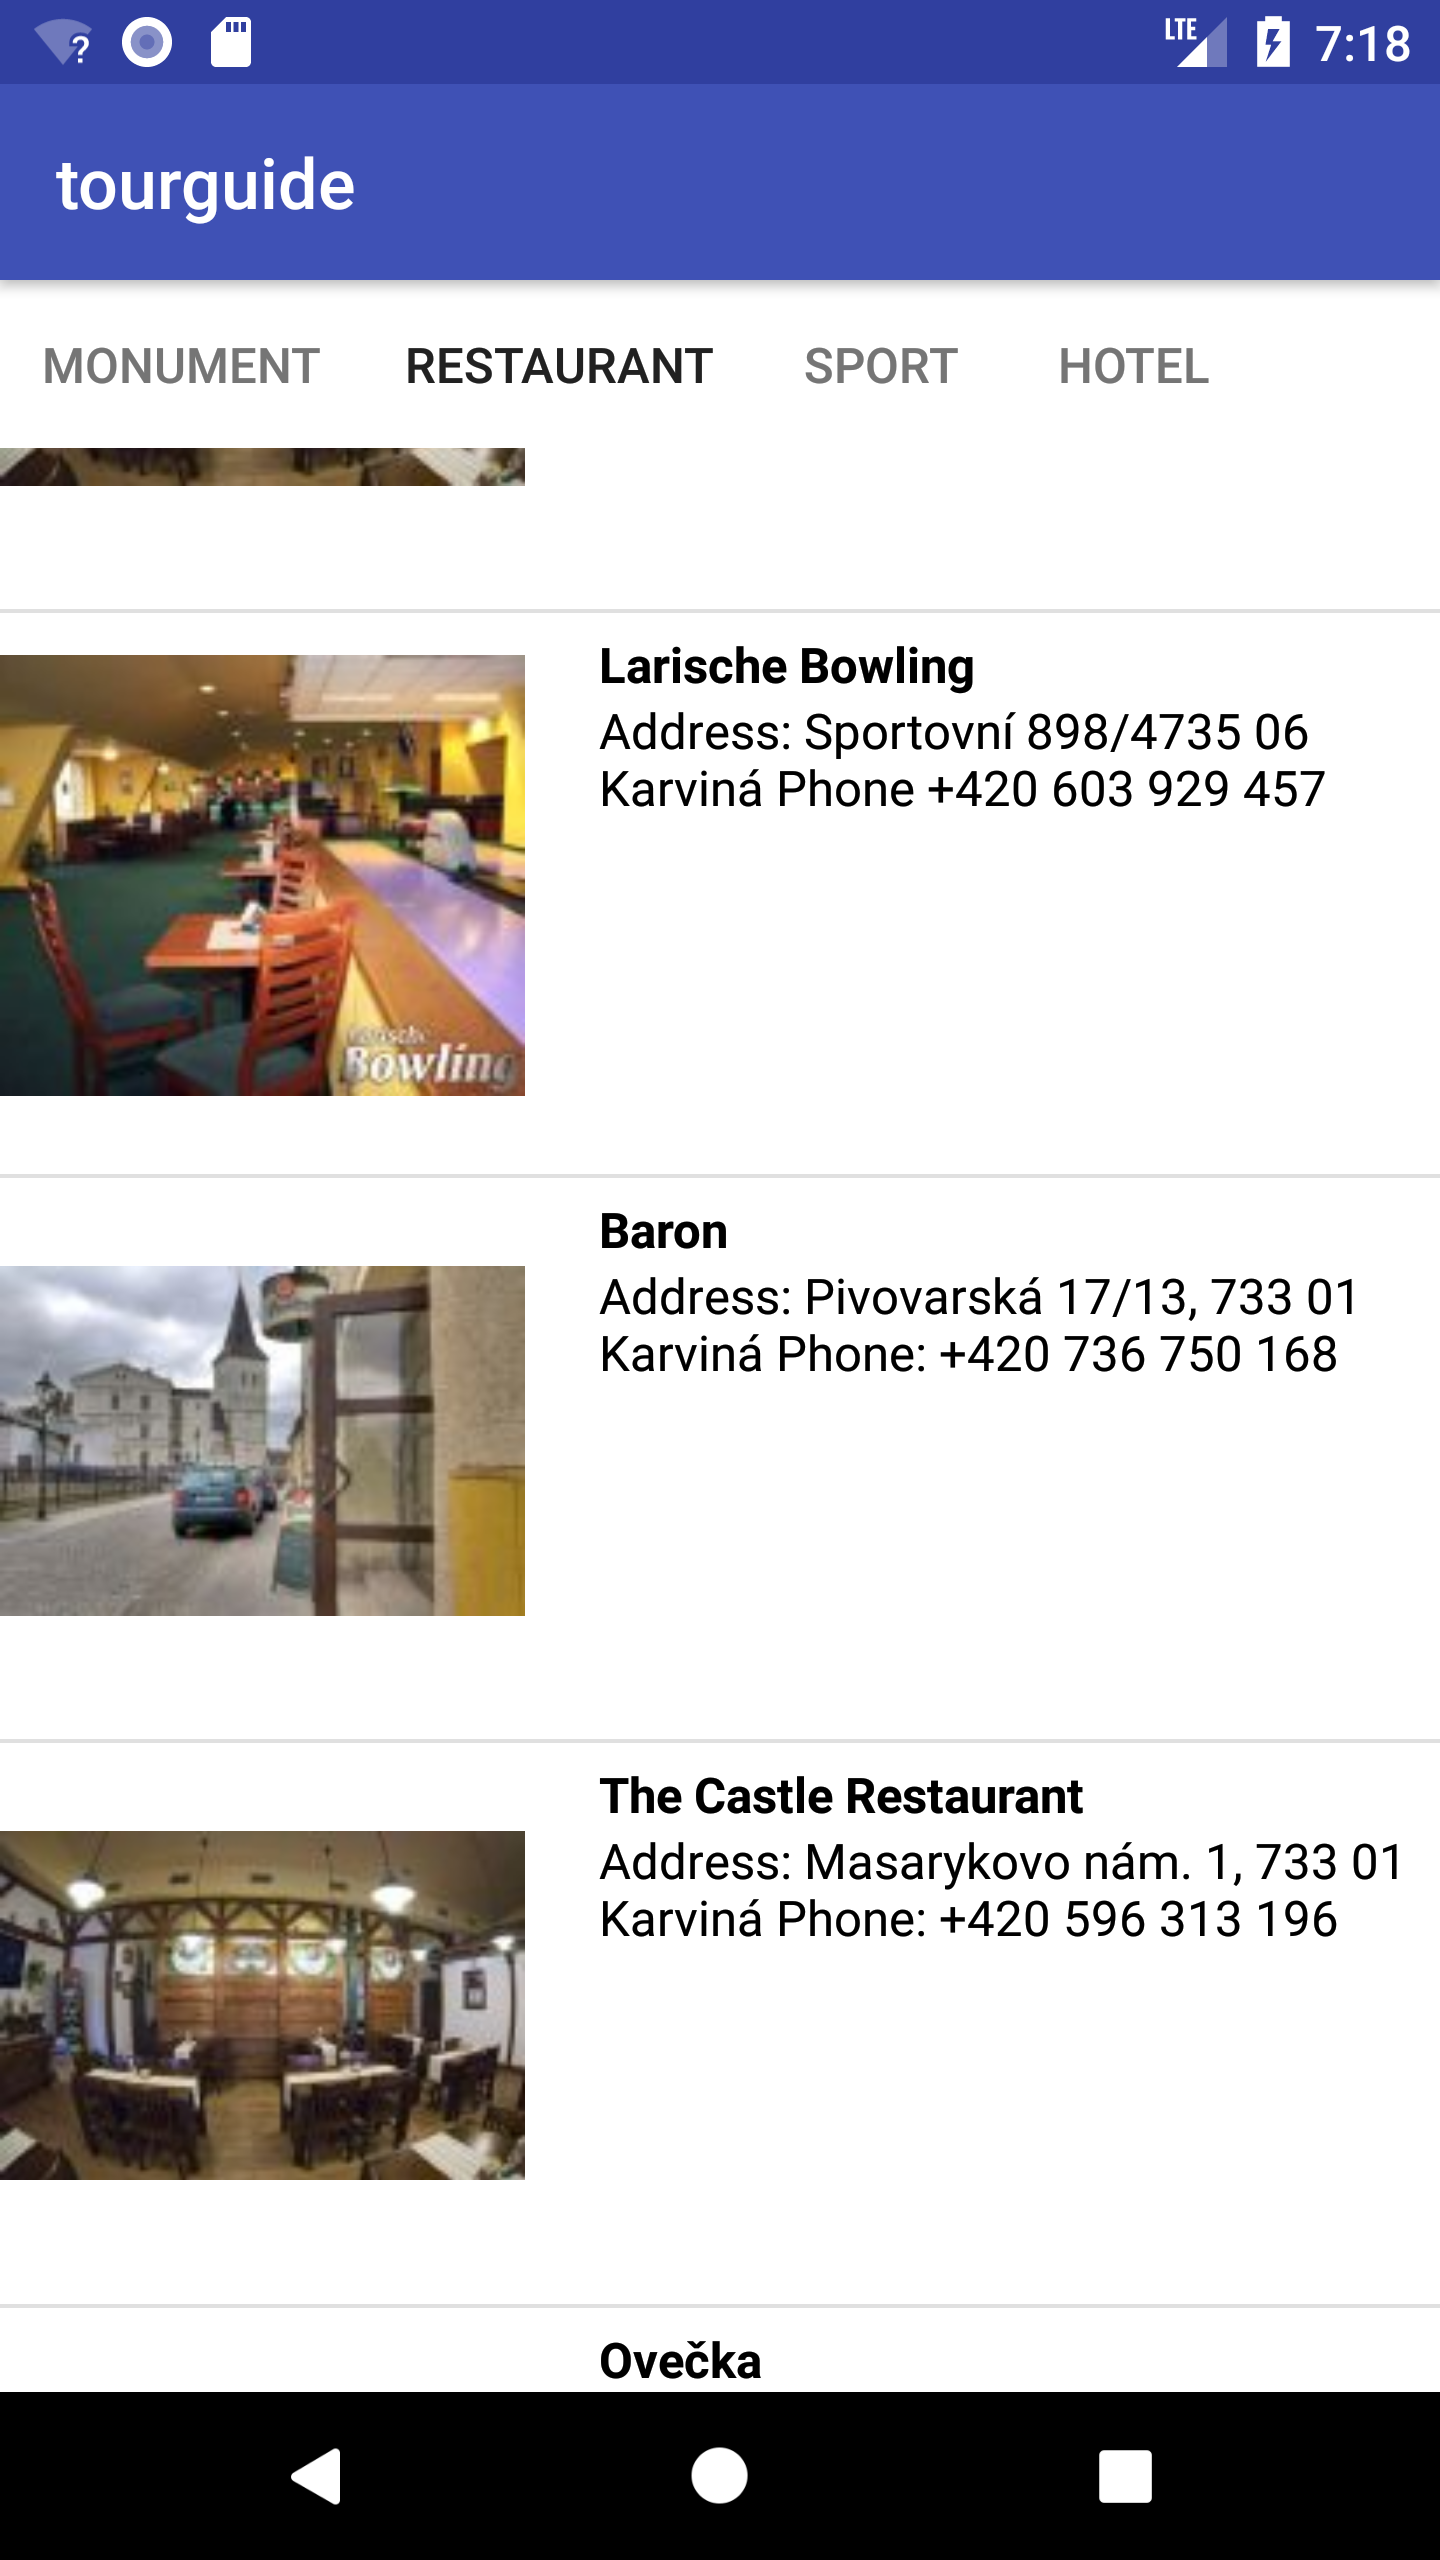 LTE 7:18
tourguide
MONUMENT RESTAURANT SPORT HOTEL
Larische Bowling
Address: Sportovní 898/4735 06
Karviná Phone +420 603 929 457
Bowling
Baron
Address: Pivovarská 17/13, 733 01
Karviná Phone: +420 736 750 168
The Castle Restaurant
Address: Masarykovo nám. 1, 733 01
Karviná Phone: +420 596 313 196
Ovečka